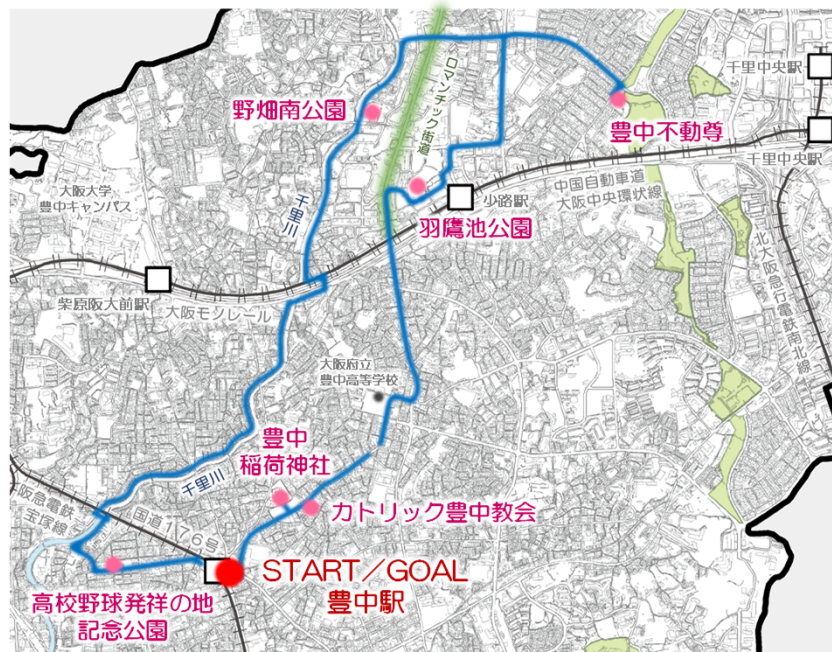 千里中央駅
野畑南公園
ロマンチック街道
豊中不動尊
千里中央駅
大阪大学
豊中キャンパス
千里川
中国自動車道
大阪中央環状線
少路駅
羽鷹池公園
北大阪急行電鉄南北線
柴原阪大前駅
大阪モノレール
大阪府立
豊中高等学校
豊中
稲荷神社
千里川
カトリック豊中教会
阪急電鉄
宝塚線
国道176号
START/GOAL
豊中駅
高校野球発祥の地
記念公園